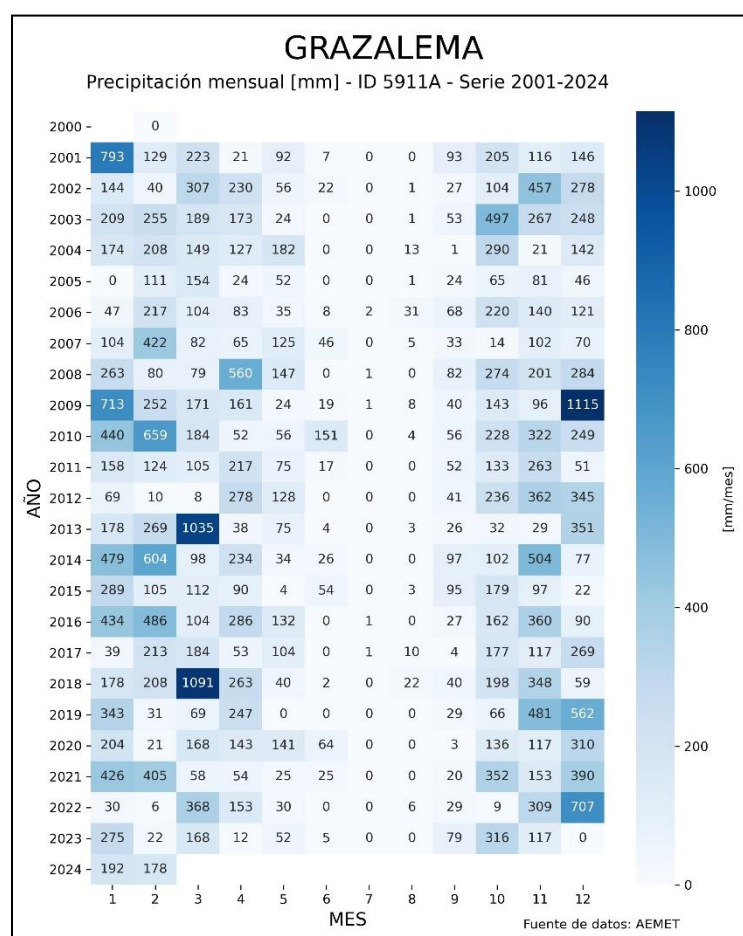 GRAZALEMA
Precipitación mensual [mm] - ID 5911A - Serie 2001-2024
2000 0
2001 793 129 223 21 92 7 0 0 93 205 116 146
2002 144 40 307 230 56 22 0 1 27 104 457 278
2003 209 255 189 173 24 0 0 1 53 497 267 248
2004 174 208 149 127 182 0 0 13 1 290 21 142
2005 0 111 154 24 52 0 0 1 24 65 81 46
2006 47 217 104 83 35 8 2 31 68 220 140 121
2007 104 422 82 65 125 46 0 5 33 14 102 70
2008 263 80 79 560 147 0 1 0 82 274 201 284
2009 713 252 171 161 24 19 1 8 40 143 96 1115
2010 440 659 184 52 56 151 0 4 56 228 322 249
2011 158 124 105 217 75 17 0 0 52 133 263 51
2012 69 10 8 278 128 0 0 0 41 236 362 345
2013 178 269 1035 38 75 4 0 3 26 32 29 351
2014 479 604 98 234 34 26 0 0 97 102 504 77
2015 289 105 112 90 4 54 0 3 95 179 97 22
2016 434 486 104 286 132 0 1 0 27 162 360 90
2017 39 213 184 53 104 0 1 10 4 177 117 269
2018 178 208 1091 263 40 2 0 22 40 198 348 59
2019 343 31 69 247 0 0 0 0 29 66 481 562
2020 204 21 168 143 141 64 0 0 3 136 117 310
2021 426 405 58 54 25 25 0 0 20 352 153 390
2022 30 6 368 153 30 0 0 6 29 9 309 707
2023 275 22 168 12 52 5 0 0 79 316 117 0
2024 192 178
1 2 3 4 5 6 7 8 9 10 11 12
AÑO
MES
1000
800
600
400
200
0
[mm/mes]
Fuente de datos: AEMET